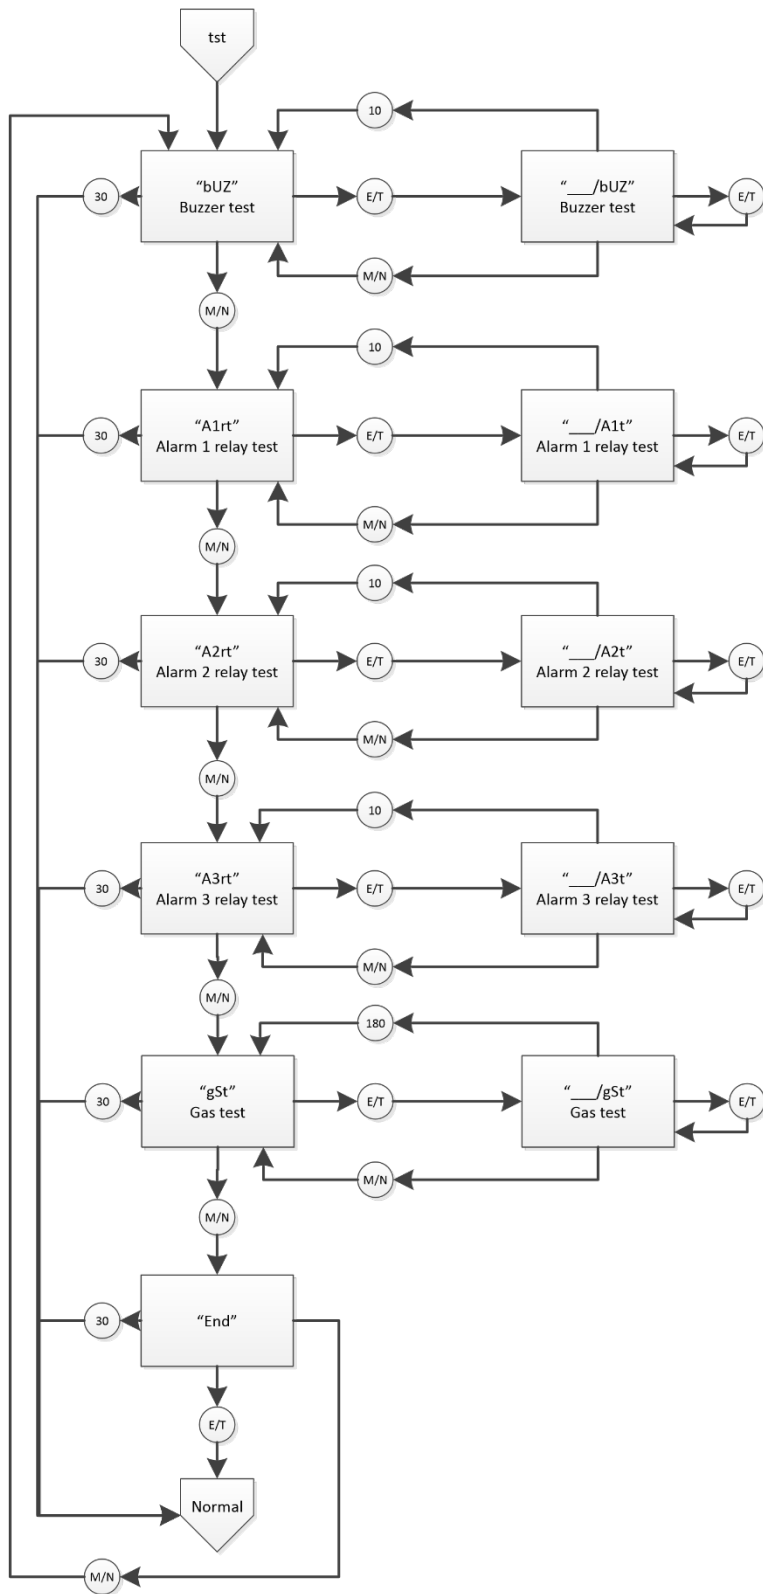 tst
10
“bUZ”
Buzzer test
“___/bUZ”
Buzzer test
30
E/T
E/T
M/N
M/N
10
“A1rt”
Alarm 1 relay test
“___/A1t”
Alarm 1 relay test
30
E/T
E/T
M/N
M/N
10
“A2rt”
Alarm 2 relay test
“___/A2t”
Alarm 2 relay test
30
E/T
E/T
M/N
M/N
10
“A3rt”
Alarm 3 relay test
“___/A3t”
Alarm 3 relay test
30
E/T
E/T
M/N
M/N
180
“gSt”
Gas test
“___/gSt”
Gas test
30
E/T
E/T
M/N
M/N
“End”
30
E/T
Normal
M/N